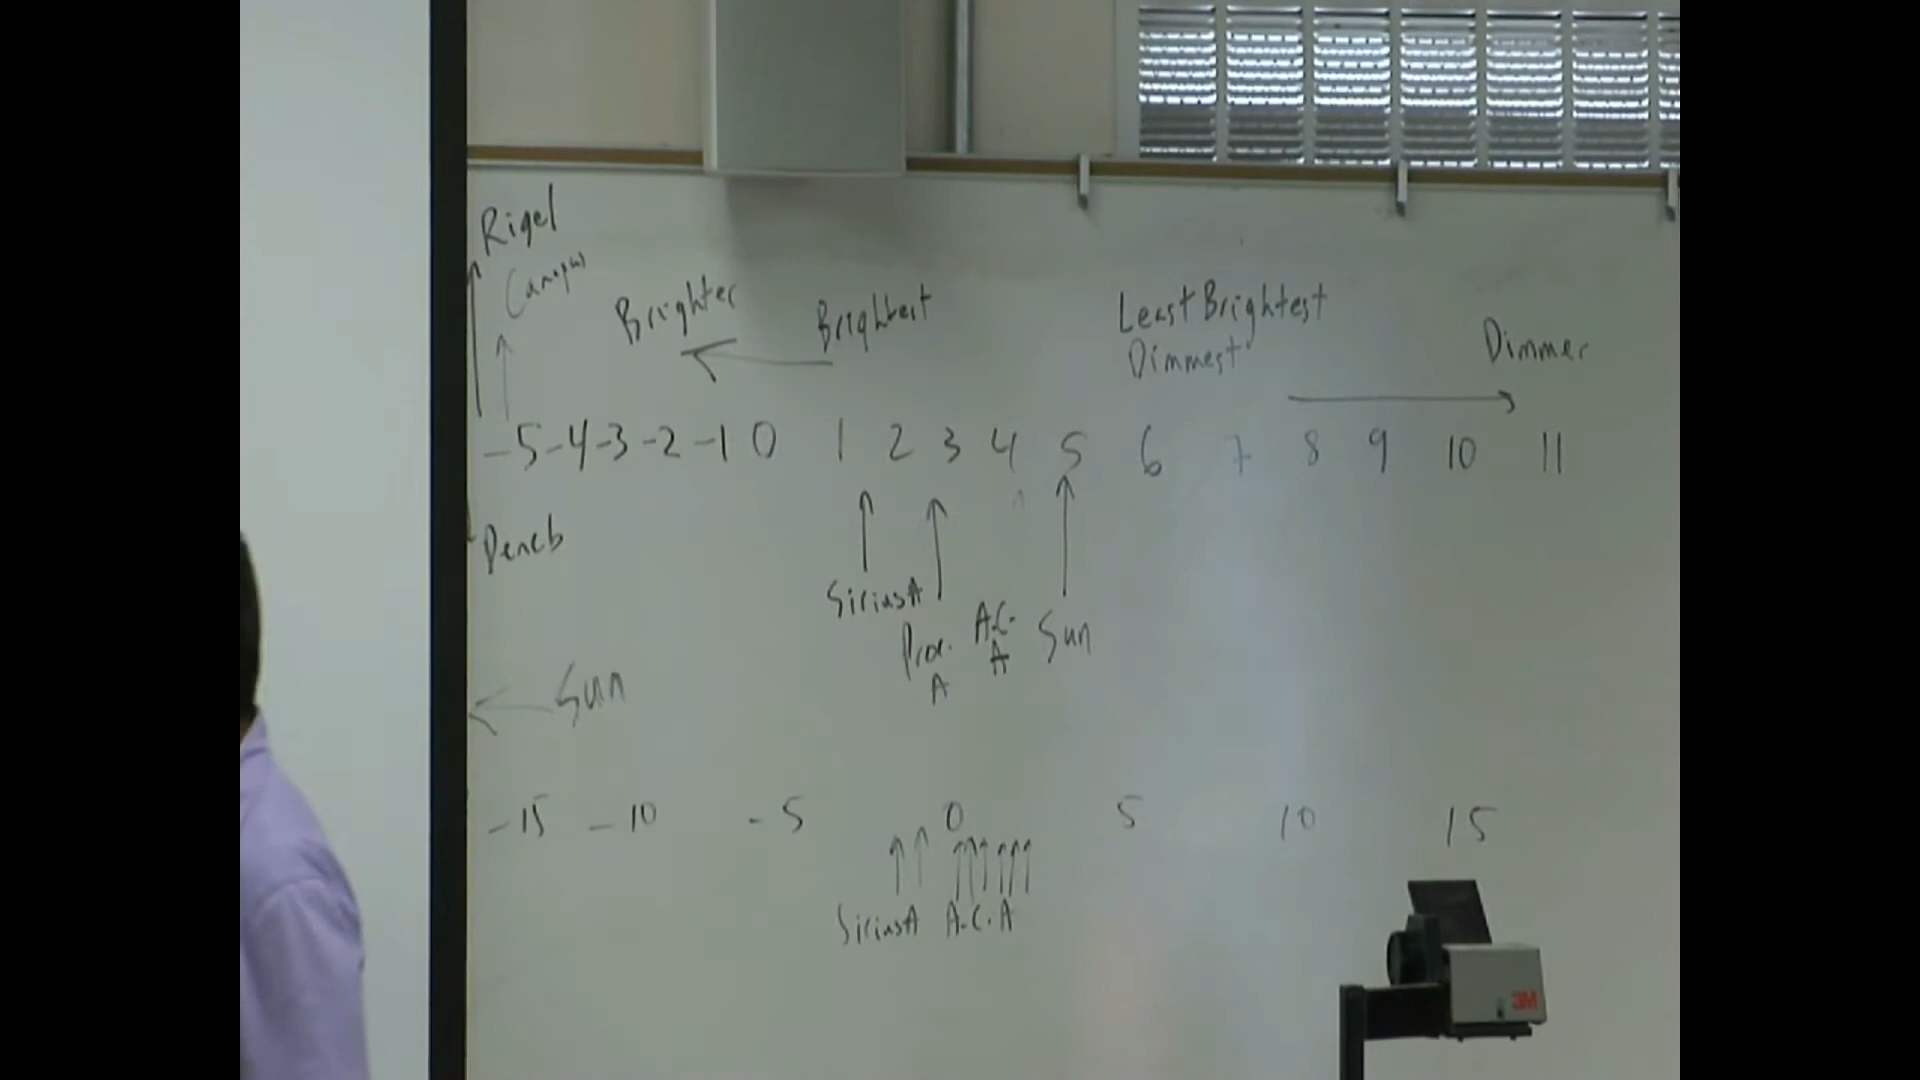 Rigel
Canopus
Brighter
Brightest
Least Brightest
Dimmest
Dimmer
-5 -4 -3 -2 -1 0 1 2 3 4 5 6 7 8 9 10 11
Deneb
Sirius A
Proc. A
A.C. A
Sun
Sun
-15 -10 -5 0 5 10 15
Sirius A A.C. A
3M